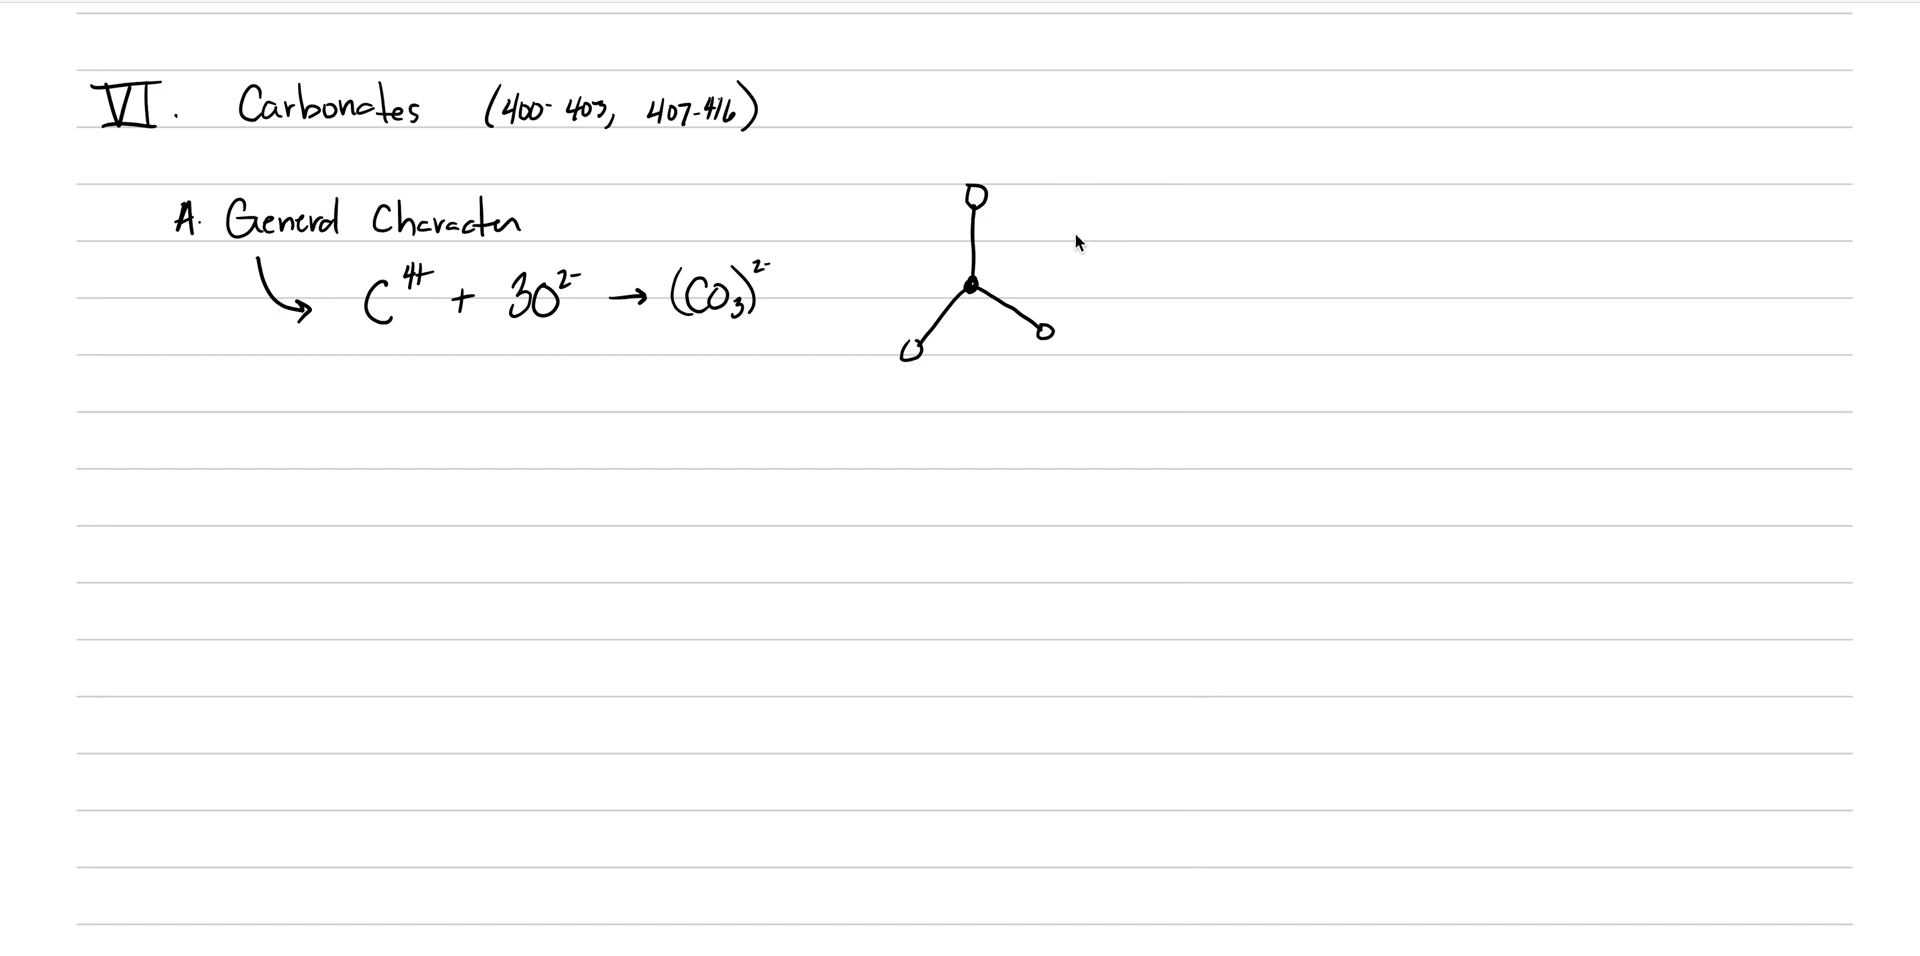 VI. Carbonates (400-403, 407-416)
A. General Character
C⁴⁺ + 3O²⁻ → (CO₃)²⁻